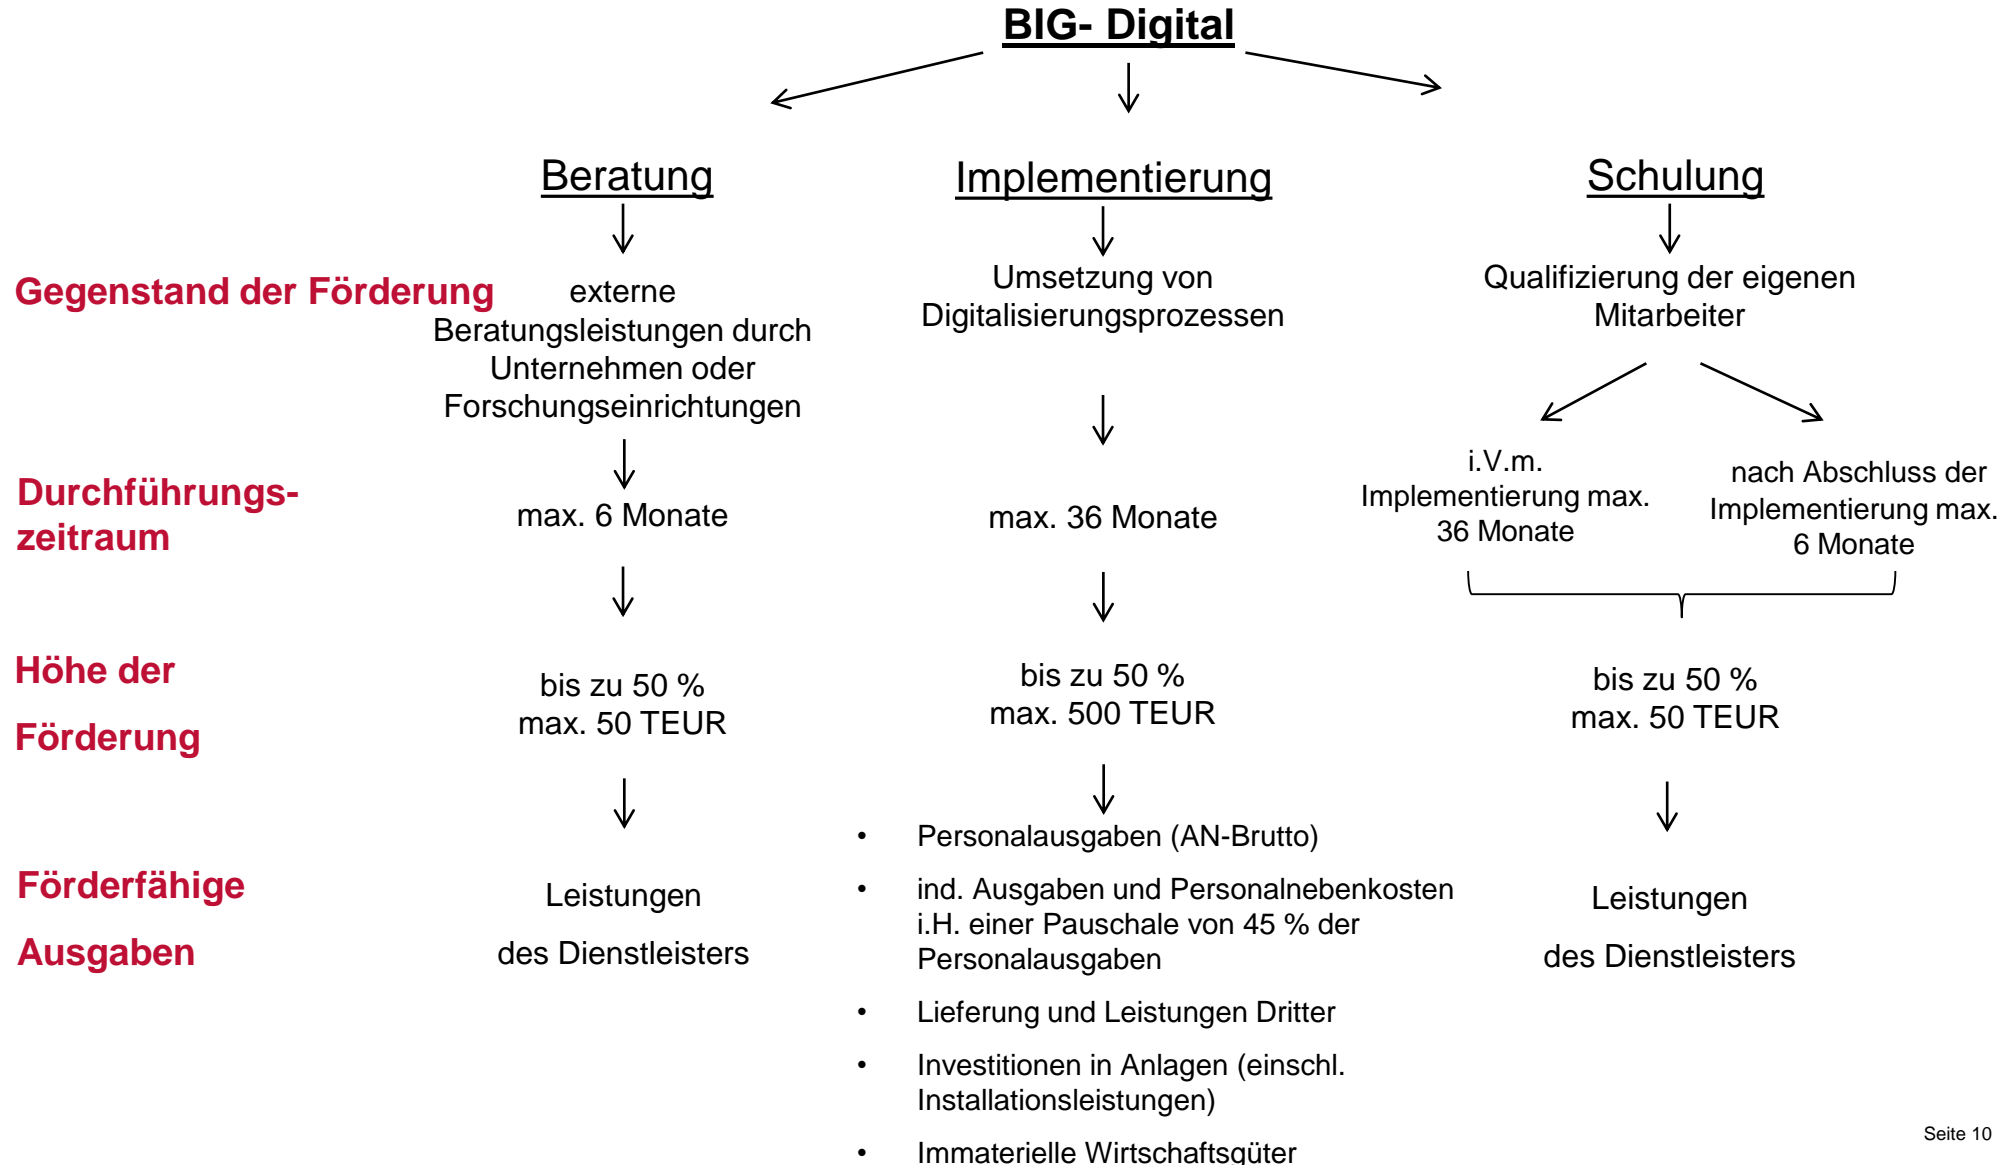 BIG- Digital
Beratung
Implementierung
Schulung
Gegenstand der Förderung
externe
Beratungsleistungen durch
Unternehmen oder
Forschungseinrichtungen
Umsetzung von
Digitalisierungsprozessen
Qualifizierung der eigenen
Mitarbeiter
Durchführungs-
zeitraum
max. 6 Monate
max. 36 Monate
i.V.m.
Implementierung max.
36 Monate
nach Abschluss der
Implementierung max.
6 Monate
Höhe der
Förderung
bis zu 50 %
max. 50 TEUR
bis zu 50 %
max. 500 TEUR
bis zu 50 %
max. 50 TEUR
Förderfähige
Ausgaben
Leistungen
des Dienstleisters
• Personalausgaben (AN-Brutto)
• ind. Ausgaben und Personalnebenkosten
i.H. einer Pauschale von 45 % der
Personalausgaben
• Lieferung und Leistungen Dritter
• Investitionen in Anlagen (einschl.
Installationsleistungen)
• Immaterielle Wirtschaftsgüter
Leistungen
des Dienstleisters
Seite 10